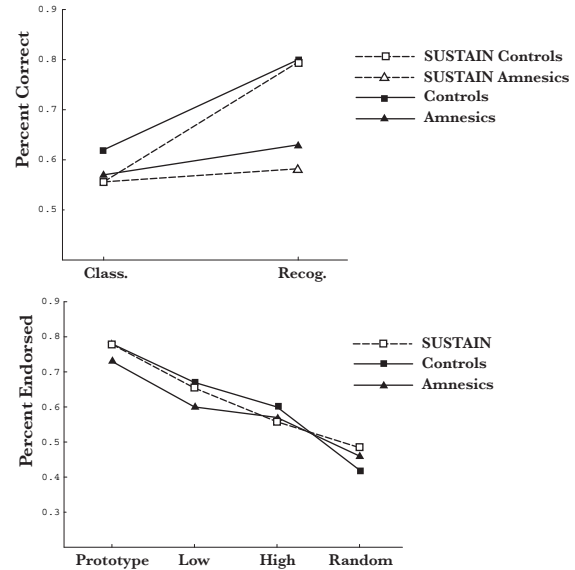 Percent Correct
0.9
0.8
0.7
0.6
0.5
Class.
Recog.
SUSTAIN Controls
SUSTAIN Amnesics
Controls
Amnesics
Percent Endorsed
0.9
0.8
0.7
0.6
0.5
0.4
0.3
Prototype
Low
High
Random
SUSTAIN
Controls
Amnesics